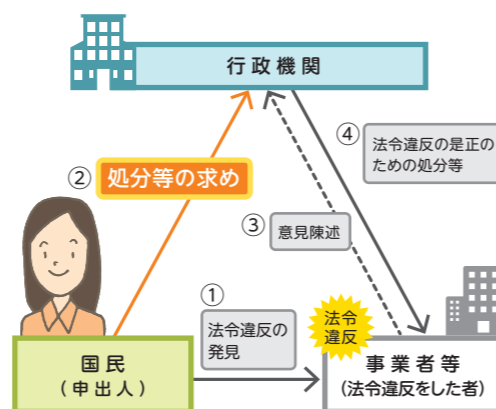 行政機関
④
法令違反の是正の
ための処分等
②
処分等の求め
③
意見陳述
①
法令違反の
発見
法令
違反
国民
（申出人）
事業者等
（法令違反をした者）